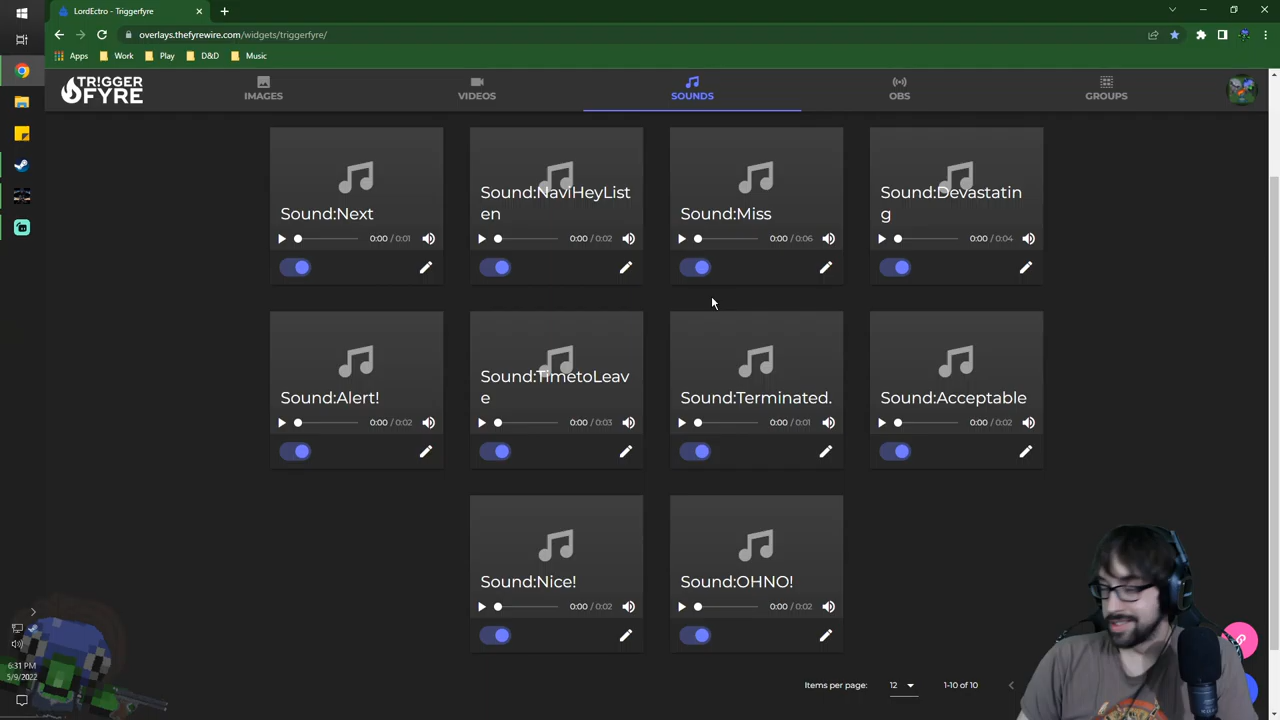 LordEctro - Triggerfyre
overlays.thefyrewire.com/widgets/triggerfyre/
Apps Work Play D&D Music
TR!GGER
FYRE
IMAGES VIDEOS SOUNDS OBS GROUPS
Sound:Next
0:00 / 0:01
Sound:NaviHeyList
en
0:00 / 0:02
Sound:Miss
0:00 / 0:06
Sound:Devastatin
g
0:00 / 0:04
Sound:Alert!
0:00 / 0:02
Sound:TimetoLeav
e
0:00 / 0:03
Sound:Terminated.
0:00 / 0:01
Sound:Acceptable
0:00 / 0:02
Sound:Nice!
0:00 / 0:02
Sound:OHNO!
0:00 / 0:02
Items per page: 12 1-10 of 10
6:31 PM
5/9/2022